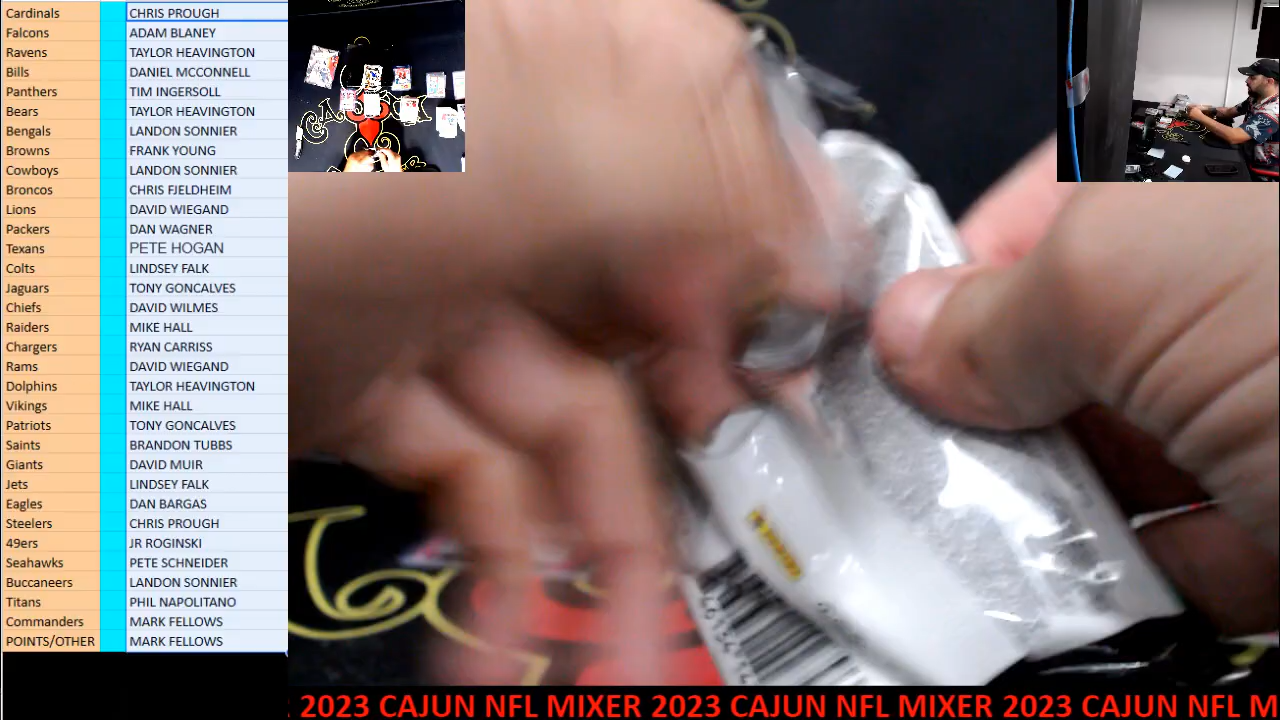 Cardinals CHRIS PROUGH
Falcons ADAM BLANEY
Ravens TAYLOR HEAVINGTON
Bills DANIEL MCCONNELL
Panthers TIM INGERSOLL
Bears TAYLOR HEAVINGTON
Bengals LANDON SONNIER
Browns FRANK YOUNG
Cowboys LANDON SONNIER
Broncos CHRIS FJELDHEIM
Lions DAVID WIEGAND
Packers DAN WAGNER
Texans PETE HOGAN
Colts LINDSEY FALK
Jaguars TONY GONCALVES
Chiefs DAVID WILMES
Raiders MIKE HALL
Chargers RYAN CARRISS
Rams DAVID WIEGAND
Dolphins TAYLOR HEAVINGTON
Vikings MIKE HALL
Patriots TONY GONCALVES
Saints BRANDON TUBBS
Giants DAVID MUIR
Jets LINDSEY FALK
Eagles DAN BARGAS
Steelers CHRIS PROUGH
49ers JR ROGINSKI
Seahawks PETE SCHNEIDER
Buccaneers LANDON SONNIER
Titans PHIL NAPOLITANO
Commanders MARK FELLOWS
POINTS/OTHER MARK FELLOWS
2023 CAJUN NFL MIXER 2023 CAJUN NFL MIXER 2023 CAJUN NFL M